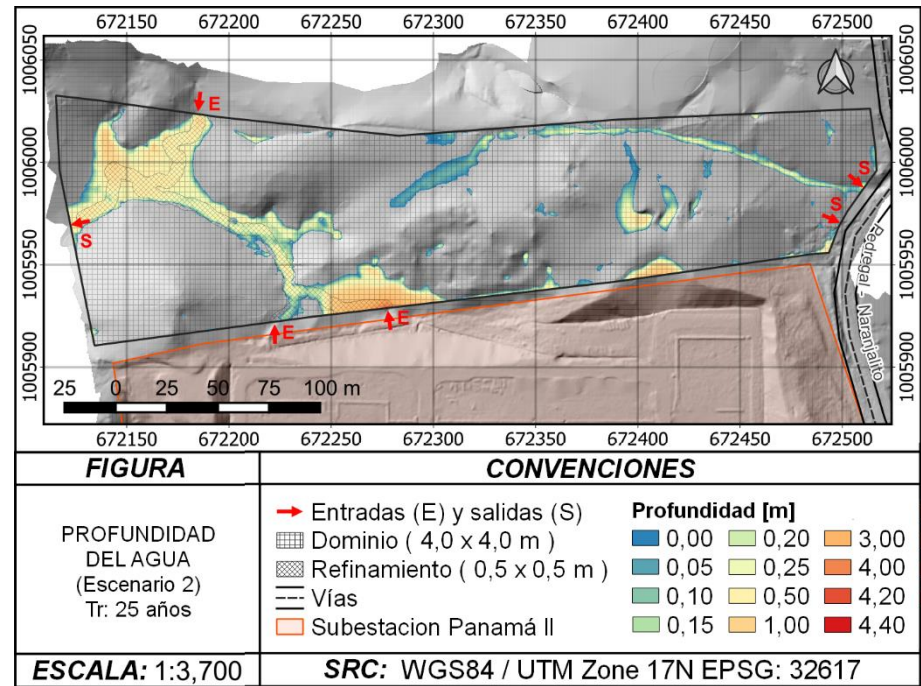 672150 672200 672250 672300 672350 672400 672450 672500
1006050 1006050
E
1006000 1006000
S
S
S
1005950 1005950
E E
Pedregal - Naranjalito
1005900 1005900
25 0 25 50 75 100 m
672150 672200 672250 672300 672350 672400 672450 672500
FIGURA
PROFUNDIDAD
DEL AGUA
(Escenario 2)
Tr: 25 años
ESCALA: 1:3,700
CONVENCIONES
Entradas (E) y salidas (S)
Dominio ( 4,0 x 4,0 m )
Refinamiento ( 0,5 x 0,5 m )
Vías
Subestacion Panamá II
Profundidad [m]
0,00 0,20 3,00
0,05 0,25 4,00
0,10 0,50 4,20
0,15 1,00 4,40
SRC: WGS84 / UTM Zone 17N EPSG: 32617